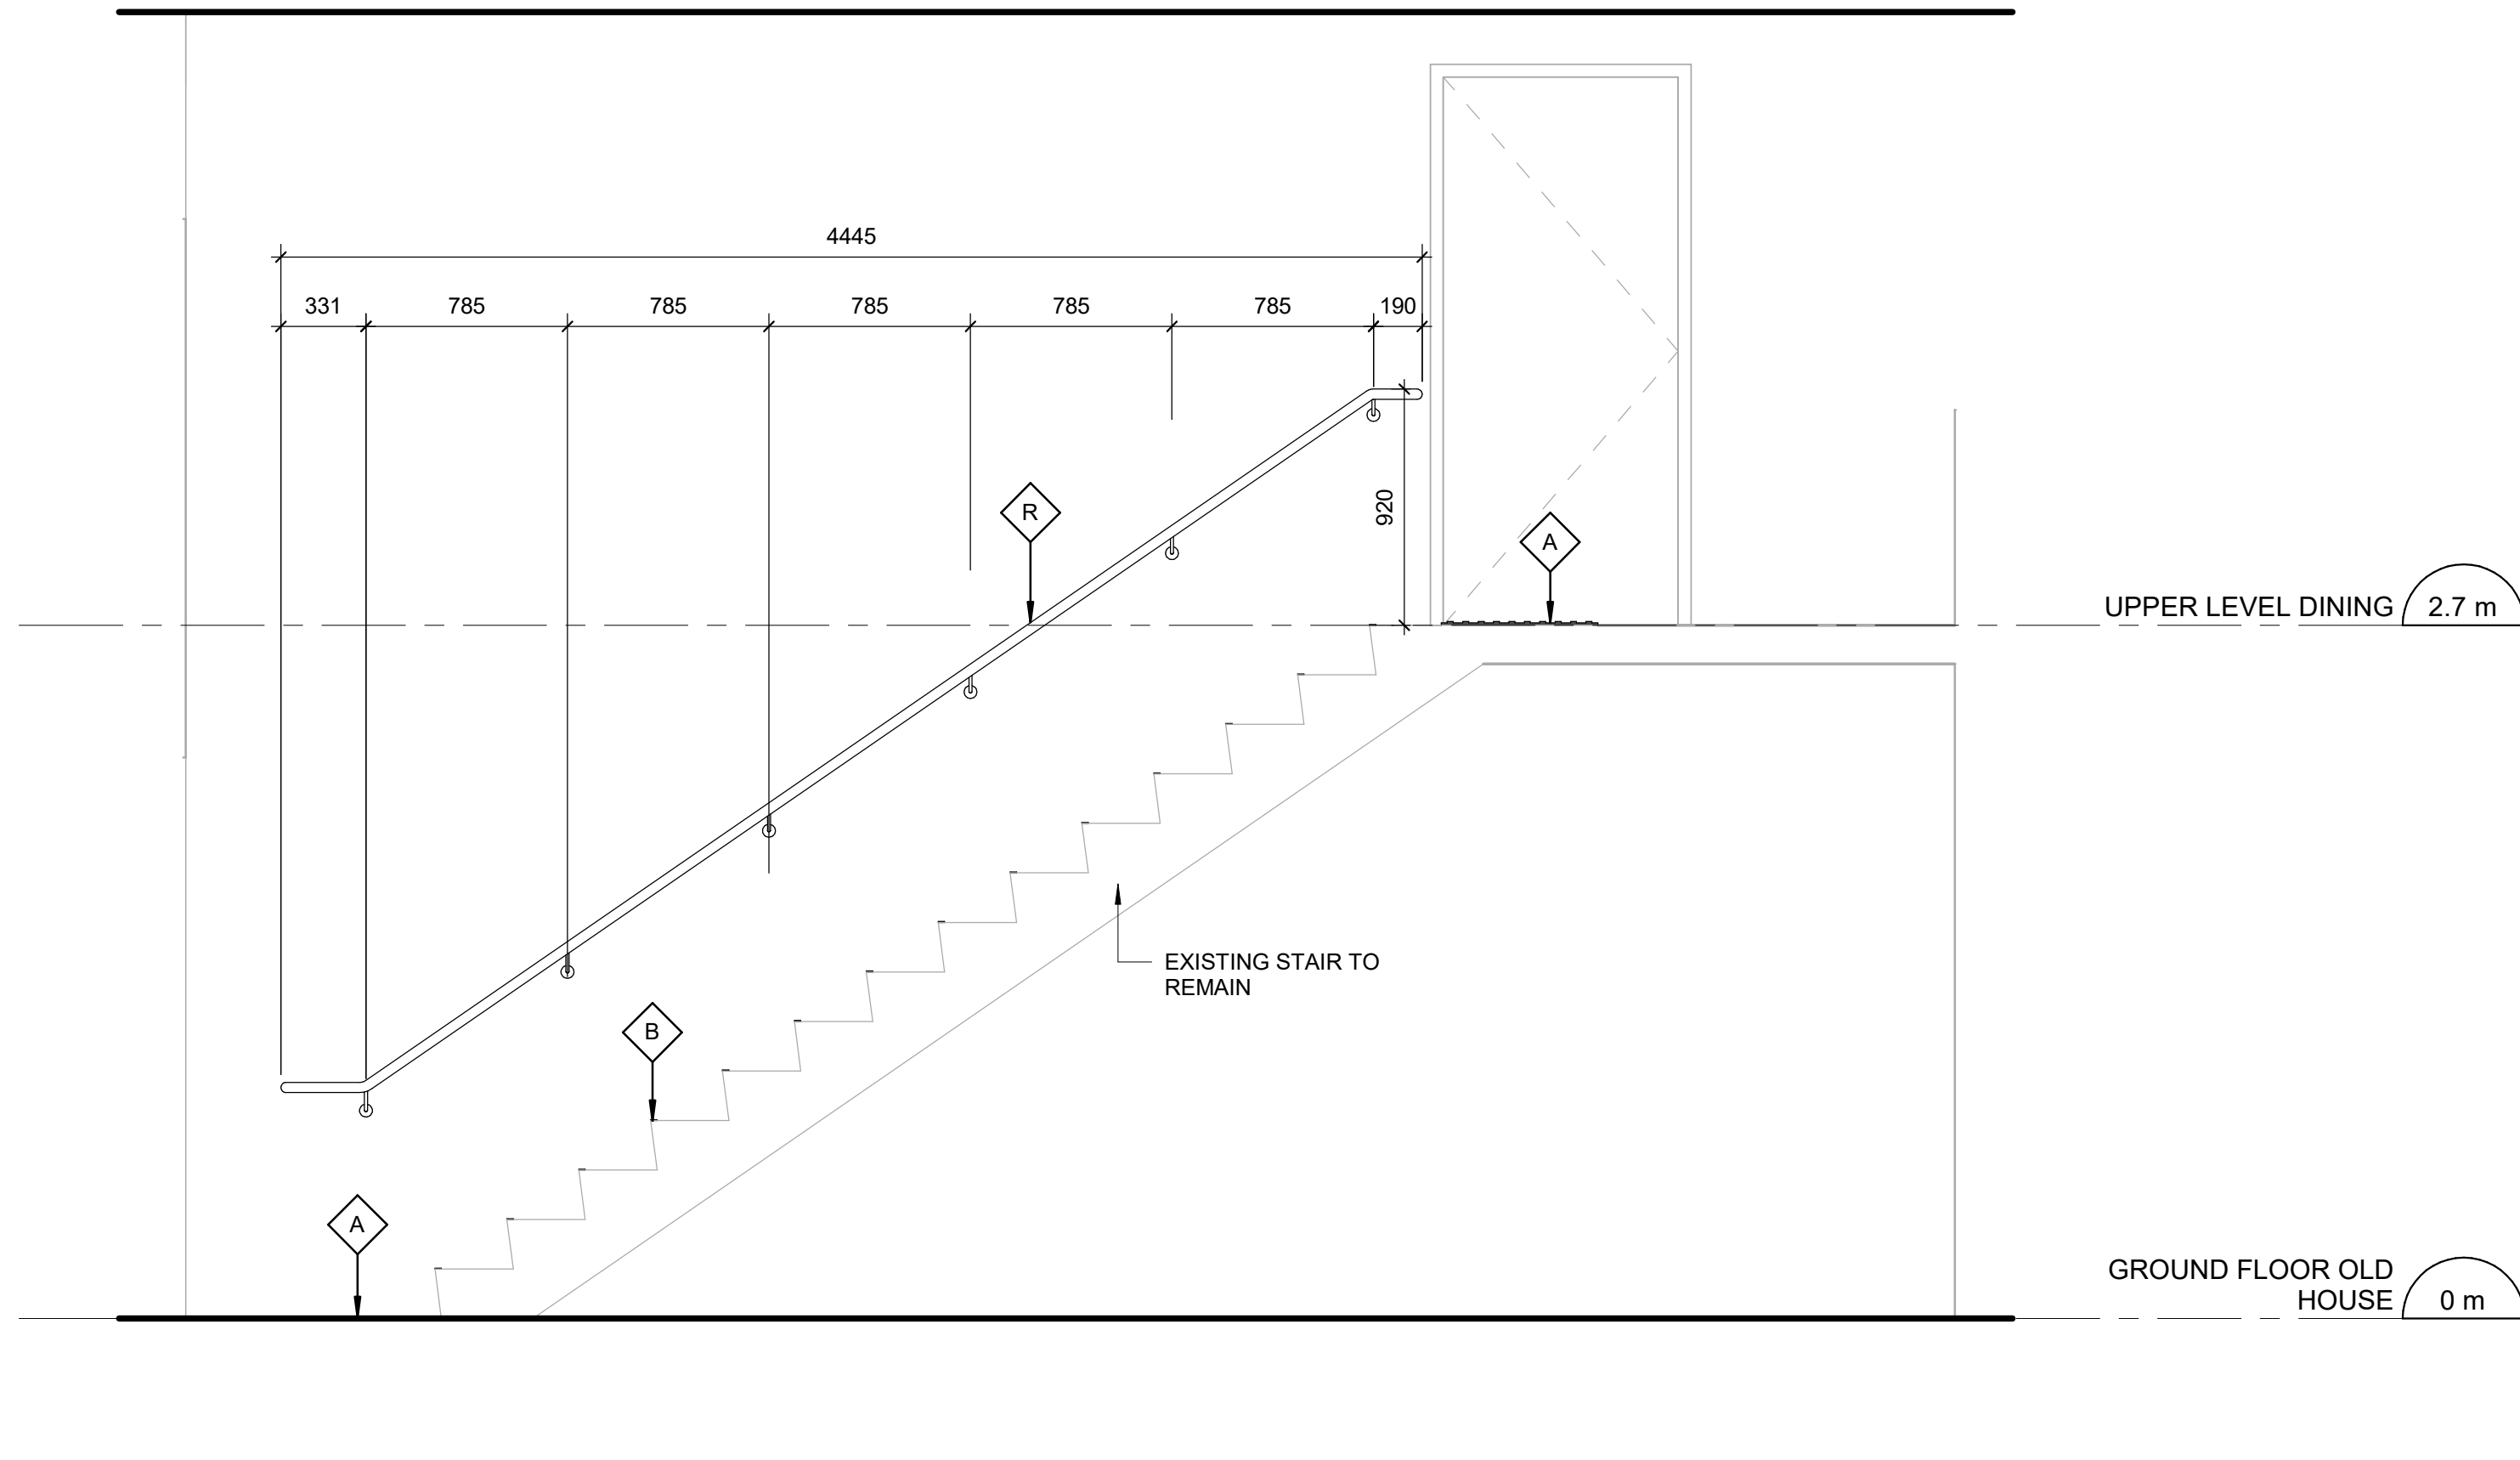 4445
331
785
785
785
785
785
190
R
920
A
UPPER LEVEL DINING
2.7 m
EXISTING STAIR TO
REMAIN
B
A
GROUND FLOOR OLD
HOUSE
0 m